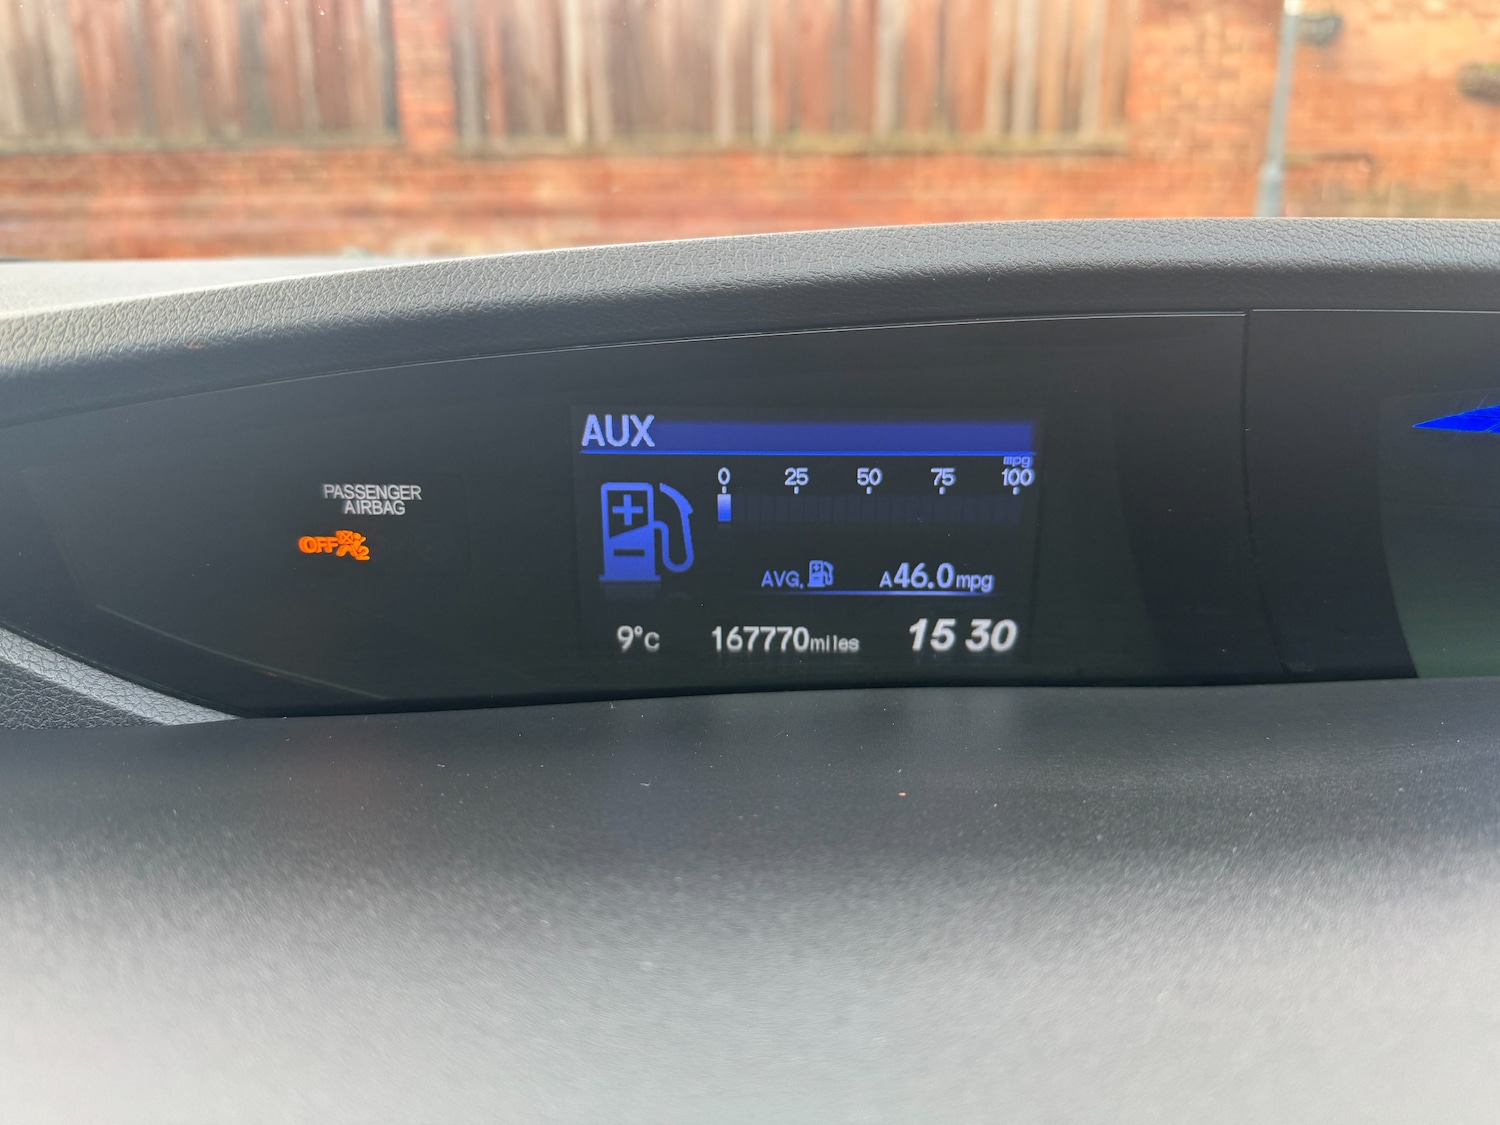 AUX
mpg
0 25 50 75 100
PASSENGER
AIRBAG
OFF
AVG. A46.0mpg
9°C 167770miles 15 30